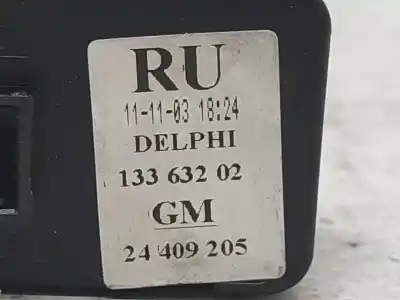 RU
11-11-03 18:24
DELPHI
133 632 02
GM
24 409 205